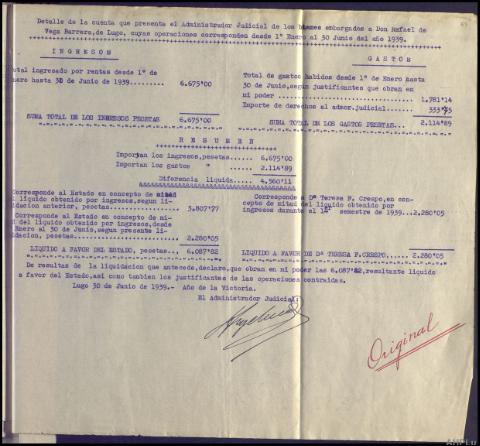 Detalle de la cuenta que presenta el Administrador Judicial de los bienes embargados a Don Rafael de
Vega Barrera, de Lugo, cuyas operaciones corresponden desde 1º Enero al 30 Junio del año 1939.
INGRESOS
GASTOS
Total ingresado por rentas desde 1º de
Enero hasta 30 de Junio de 1939......... 6.675'00
Total de gastos habidos desde 1º de Enero hasta
30 de Junio, segun justificantes que obran en
mi poder ........................ 1.781'14
Importe de derechos al admor. judicial...... 333'75
SUMA TOTAL DE LOS INGRESOS PESETAS 6.675'00
SUMA TOTAL DE LOS GASTOS PESETAS... 2.114'89
RESUMEN
Importan los ingresos, pesetas..... 6.675'00
Importan los gastos " ..... 2.114'89
Diferencia liquida..... 4.560'11
Corresponde al Estado en concepto de mitad
del liquido obtenido por ingresos, segun li-
quidacion anterior, pesetas............. 3.807'77
Corresponde al Estado en concepto de mi-
tad del liquido obtenido por ingresos, desde
Enero al 30 de Junio, segun presente li-
quidacion, pesetas.................. 2.280'05
Corresponde a Dª Teresa F. Crespo, en con-
cepto de mitad del liquido obtenido por
ingresos durante el 1er semestre de 1939... 2.280'05
LIQUIDO A FAVOR DEL ESTADO, pesetas... 6.087'82
LIQUIDO A FAVOR DE Dª TERESA F. CRESPO..... 2.280'05
De resultas de la liquidación que antecede, declaro, que obran en mi poder las 6.087'82, resultante liquido
a favor del Estado, asi como tambien los justificantes de las operaciones contraidas.
Lugo 30 de Junio de 1939.- Año de la Victoria.
El Administrador Judicial:
Original
AHPLu